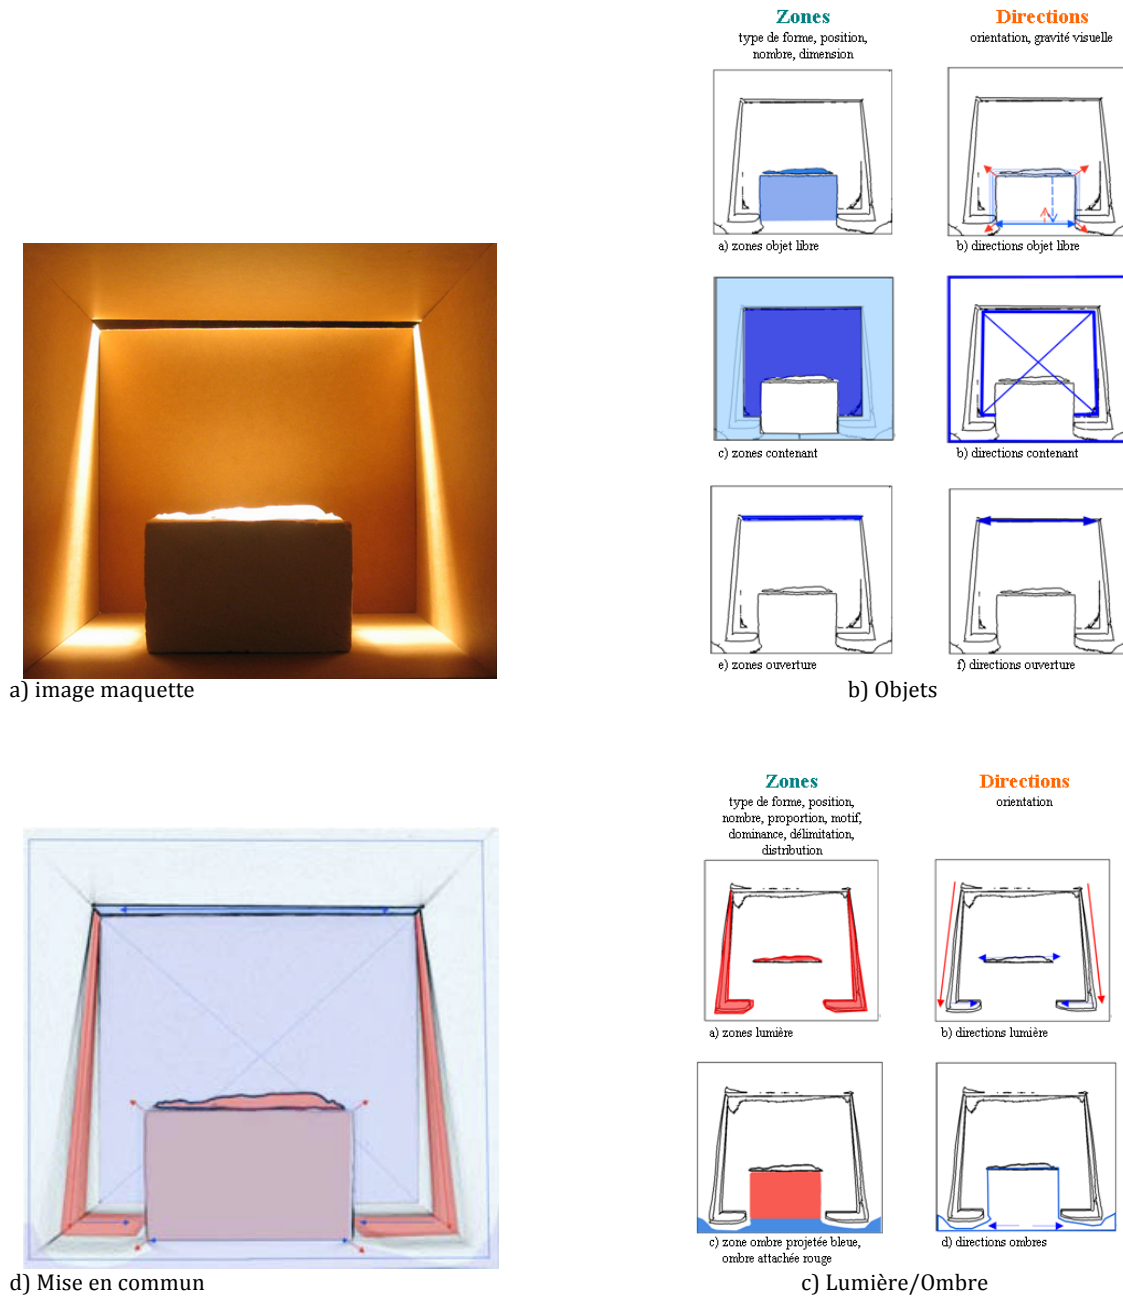 Zones
type de forme, position,
nombre, dimension
Directions
orientation, gravité visuelle
a) zones objet libre
b) directions objet libre
c) zones contenant
b) directions contenant
e) zones ouverture
f) directions ouverture
a) image maquette
b) Objets
Zones
type de forme, position,
nombre, proportion, motif,
dominance, délimitation,
distribution
Directions
orientation
a) zones lumière
b) directions lumière
c) zone ombre projetée bleue,
ombre attachée rouge
d) directions ombres
d) Mise en commun
c) Lumière/Ombre